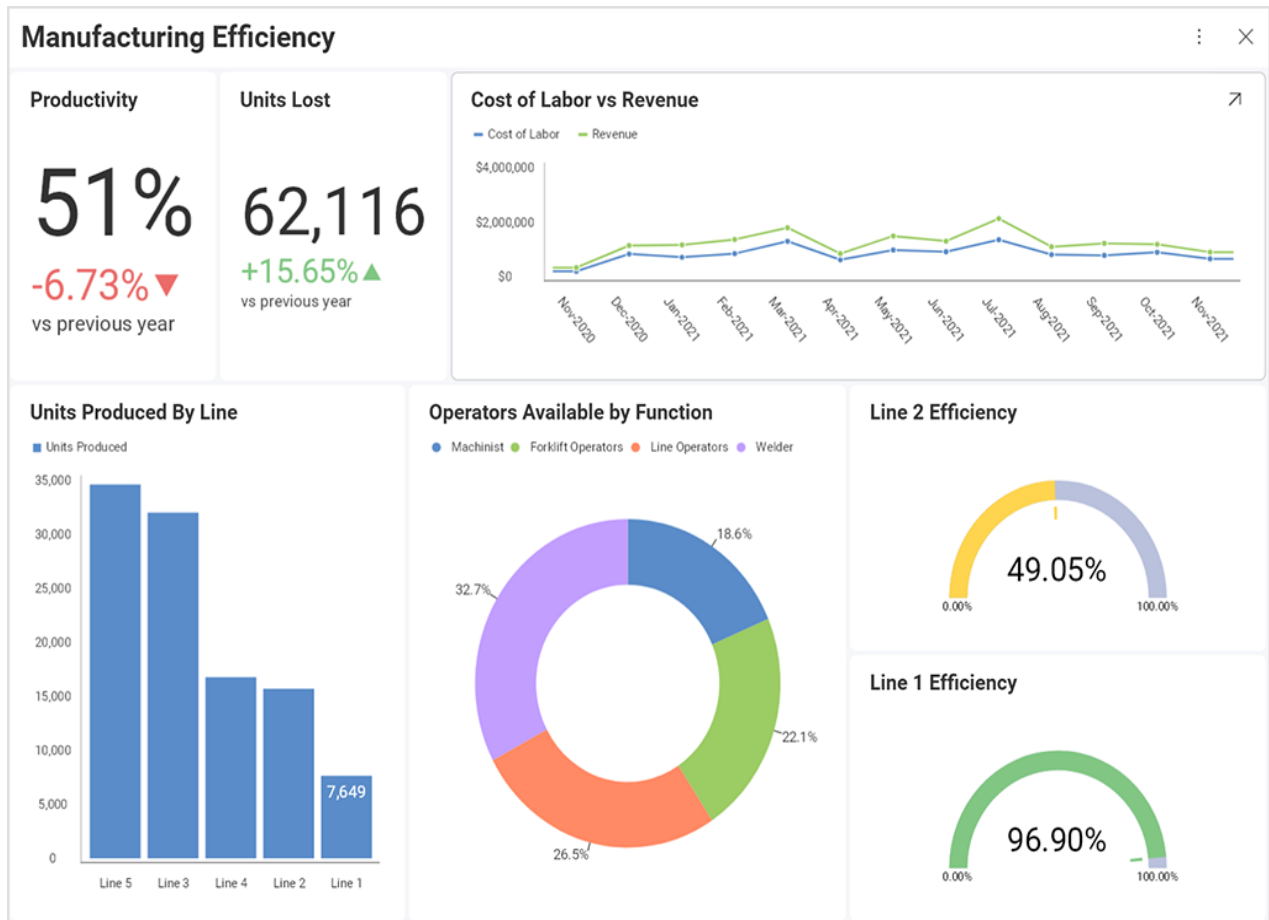 Manufacturing Efficiency
Productivity
51%
-6.73%
vs previous year
Units Lost
62,116
+15.65%
vs previous year
Cost of Labor vs Revenue
Cost of Labor
Revenue
$4,000,000
$2,000,000
$0
Nov-2020
Dec-2020
Jan-2021
Feb-2021
Mar-2021
Apr-2021
May-2021
Jun-2021
Jul-2021
Aug-2021
Sep-2021
Oct-2021
Nov-2021
Units Produced By Line
Units Produced
35,000
30,000
25,000
20,000
15,000
10,000
5,000
0
7,649
Line 5
Line 3
Line 4
Line 2
Line 1
Operators Available by Function
Machinist
Forklift Operators
Line Operators
Welder
18.6%
32.7%
22.1%
26.5%
Line 2 Efficiency
49.05%
0.00%
100.00%
Line 1 Efficiency
96.90%
0.00%
100.00%